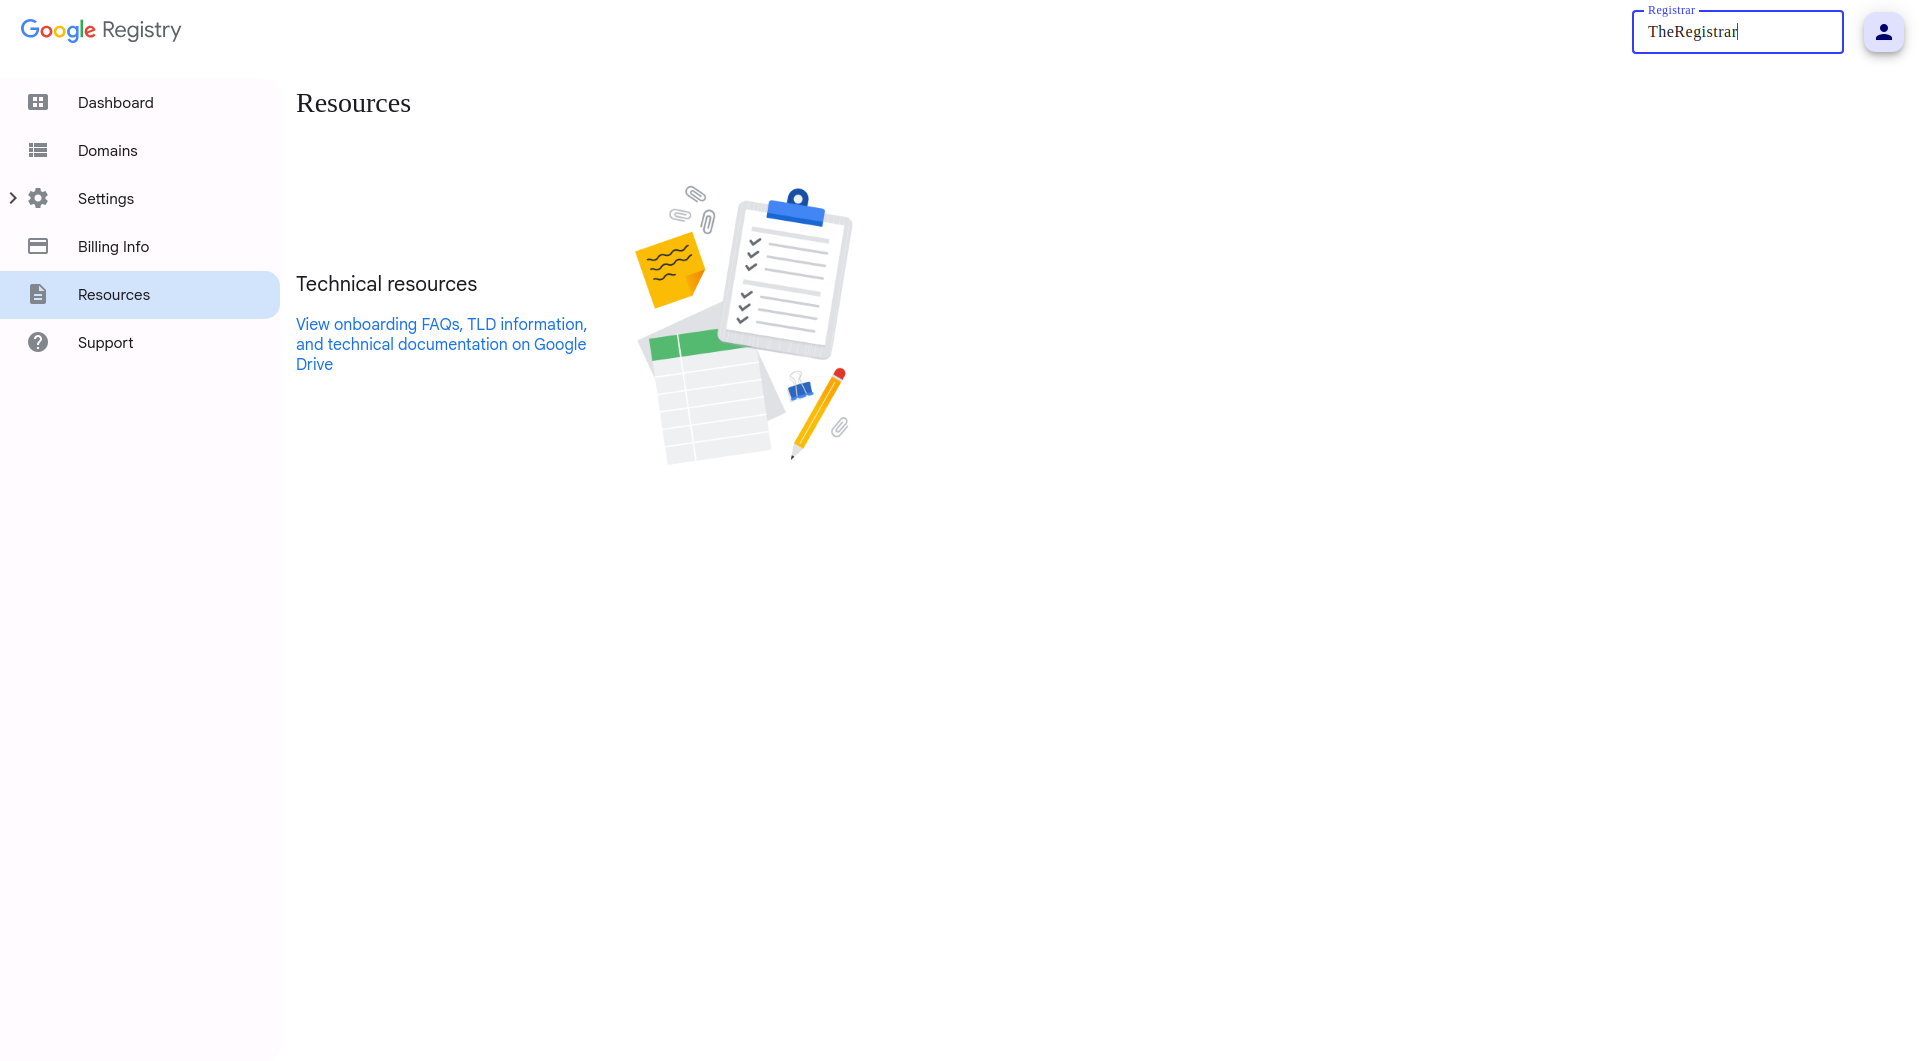 Google Registry
Registrar
TheRegistrar
Dashboard
Domains
Settings
Billing Info
Resources
Support
Resources
Technical resources
View onboarding FAQs, TLD information,
and technical documentation on Google
Drive